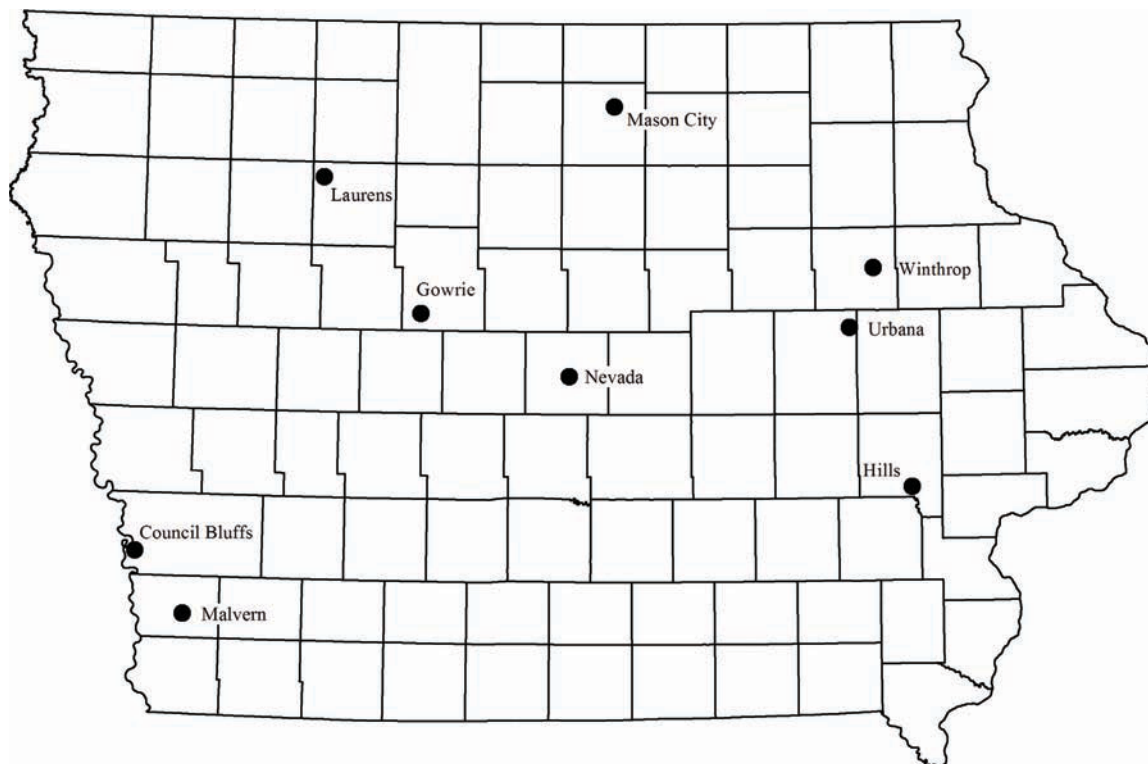 Mason City
Laurens
Winthrop
Gowrie
Urbana
Nevada
Hills
Council Bluffs
Malvern